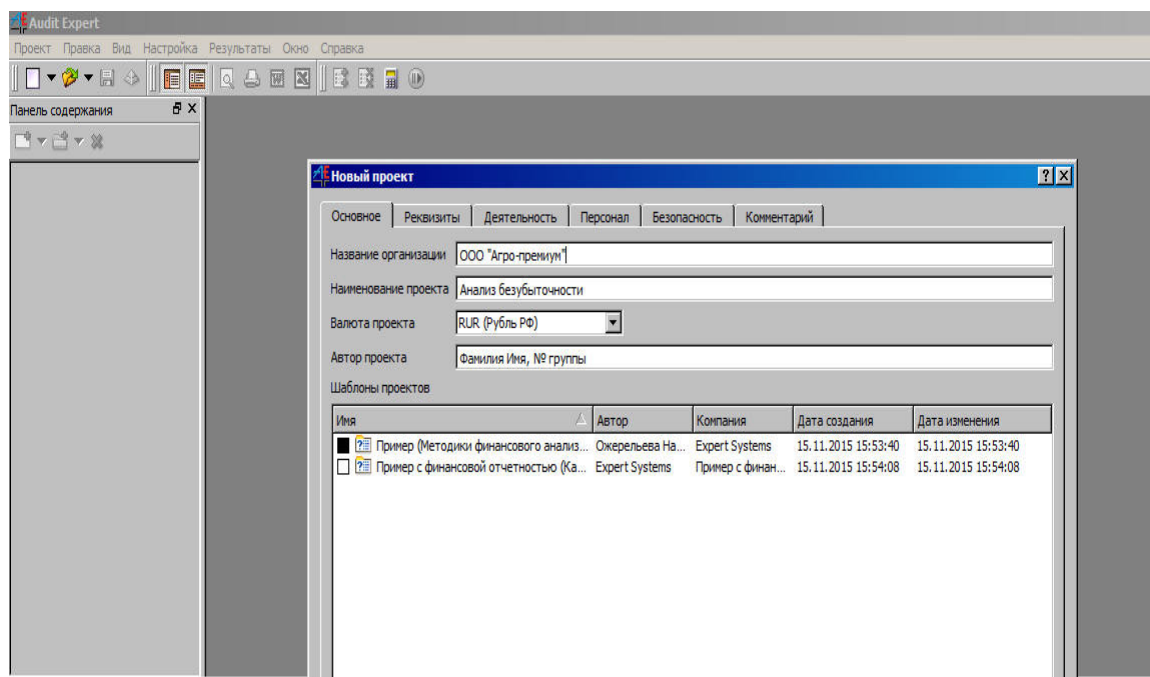 Audit Expert
Проект Правка Вид Настройка Результаты Окно Справка
Панель содержания
Новый проект
Основное Реквизиты Деятельность Персонал Безопасность Комментарий
Название организации ООО "Агро-премиум"
Наименование проекта Анализ безубыточности
Валюта проекта RUR (Рубль РФ)
Автор проекта Фамилия Имя, № группы
Шаблоны проектов
Имя Автор Компания Дата создания Дата изменения
Пример (Методики финансового анализ... Ожерельева На... Expert Systems 15.11.2015 15:53:40 15.11.2015 15:53:40
Пример с финансовой отчетностью (Ка... Expert Systems Пример с финан... 15.11.2015 15:54:08 15.11.2015 15:54:08